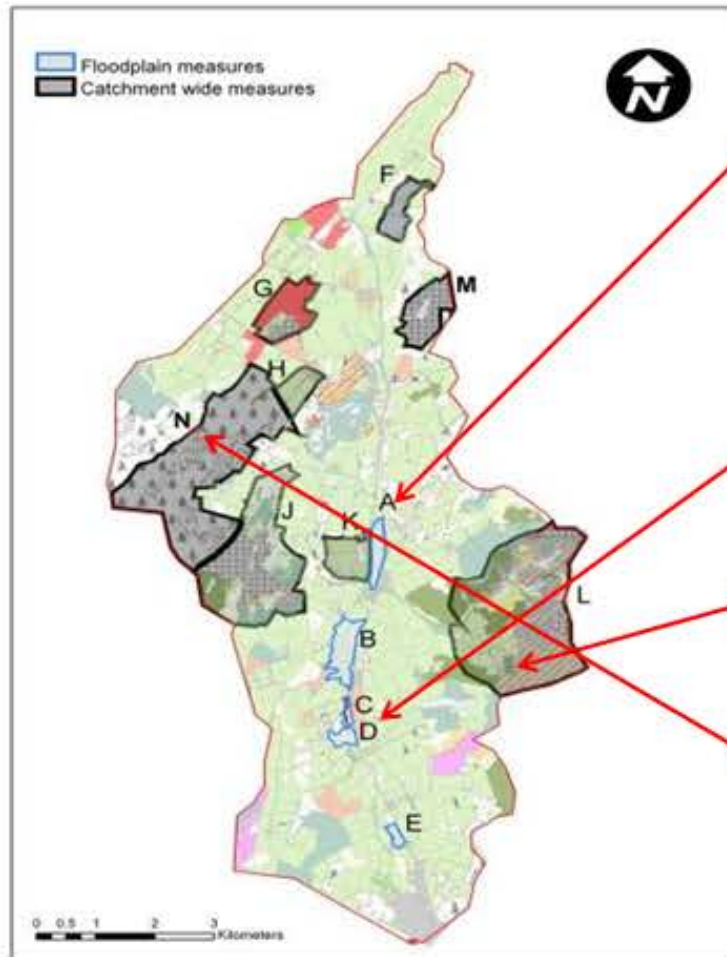 Floodplain measures
Catchment wide measures
N
F
G
M
H
N
A
J
K
L
B
C
D
E
0 0.5 1 2 3
Kilometers